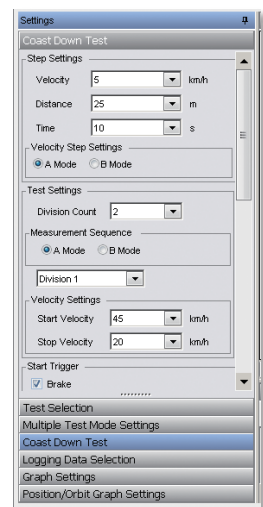 Settings
Coast Down Test
Step Settings
Velocity 5 km/h
Distance 25 m
Time 10 s
Velocity Step Settings
A Mode B Mode
Test Settings
Division Count 2
Measurement Sequence
A Mode B Mode
Division 1
Velocity Settings
Start Velocity 45 km/h
Stop Velocity 20 km/h
Start Trigger
Brake
Test Selection
Multiple Test Mode Settings
Coast Down Test
Logging Data Selection
Graph Settings
Position/Orbit Graph Settings